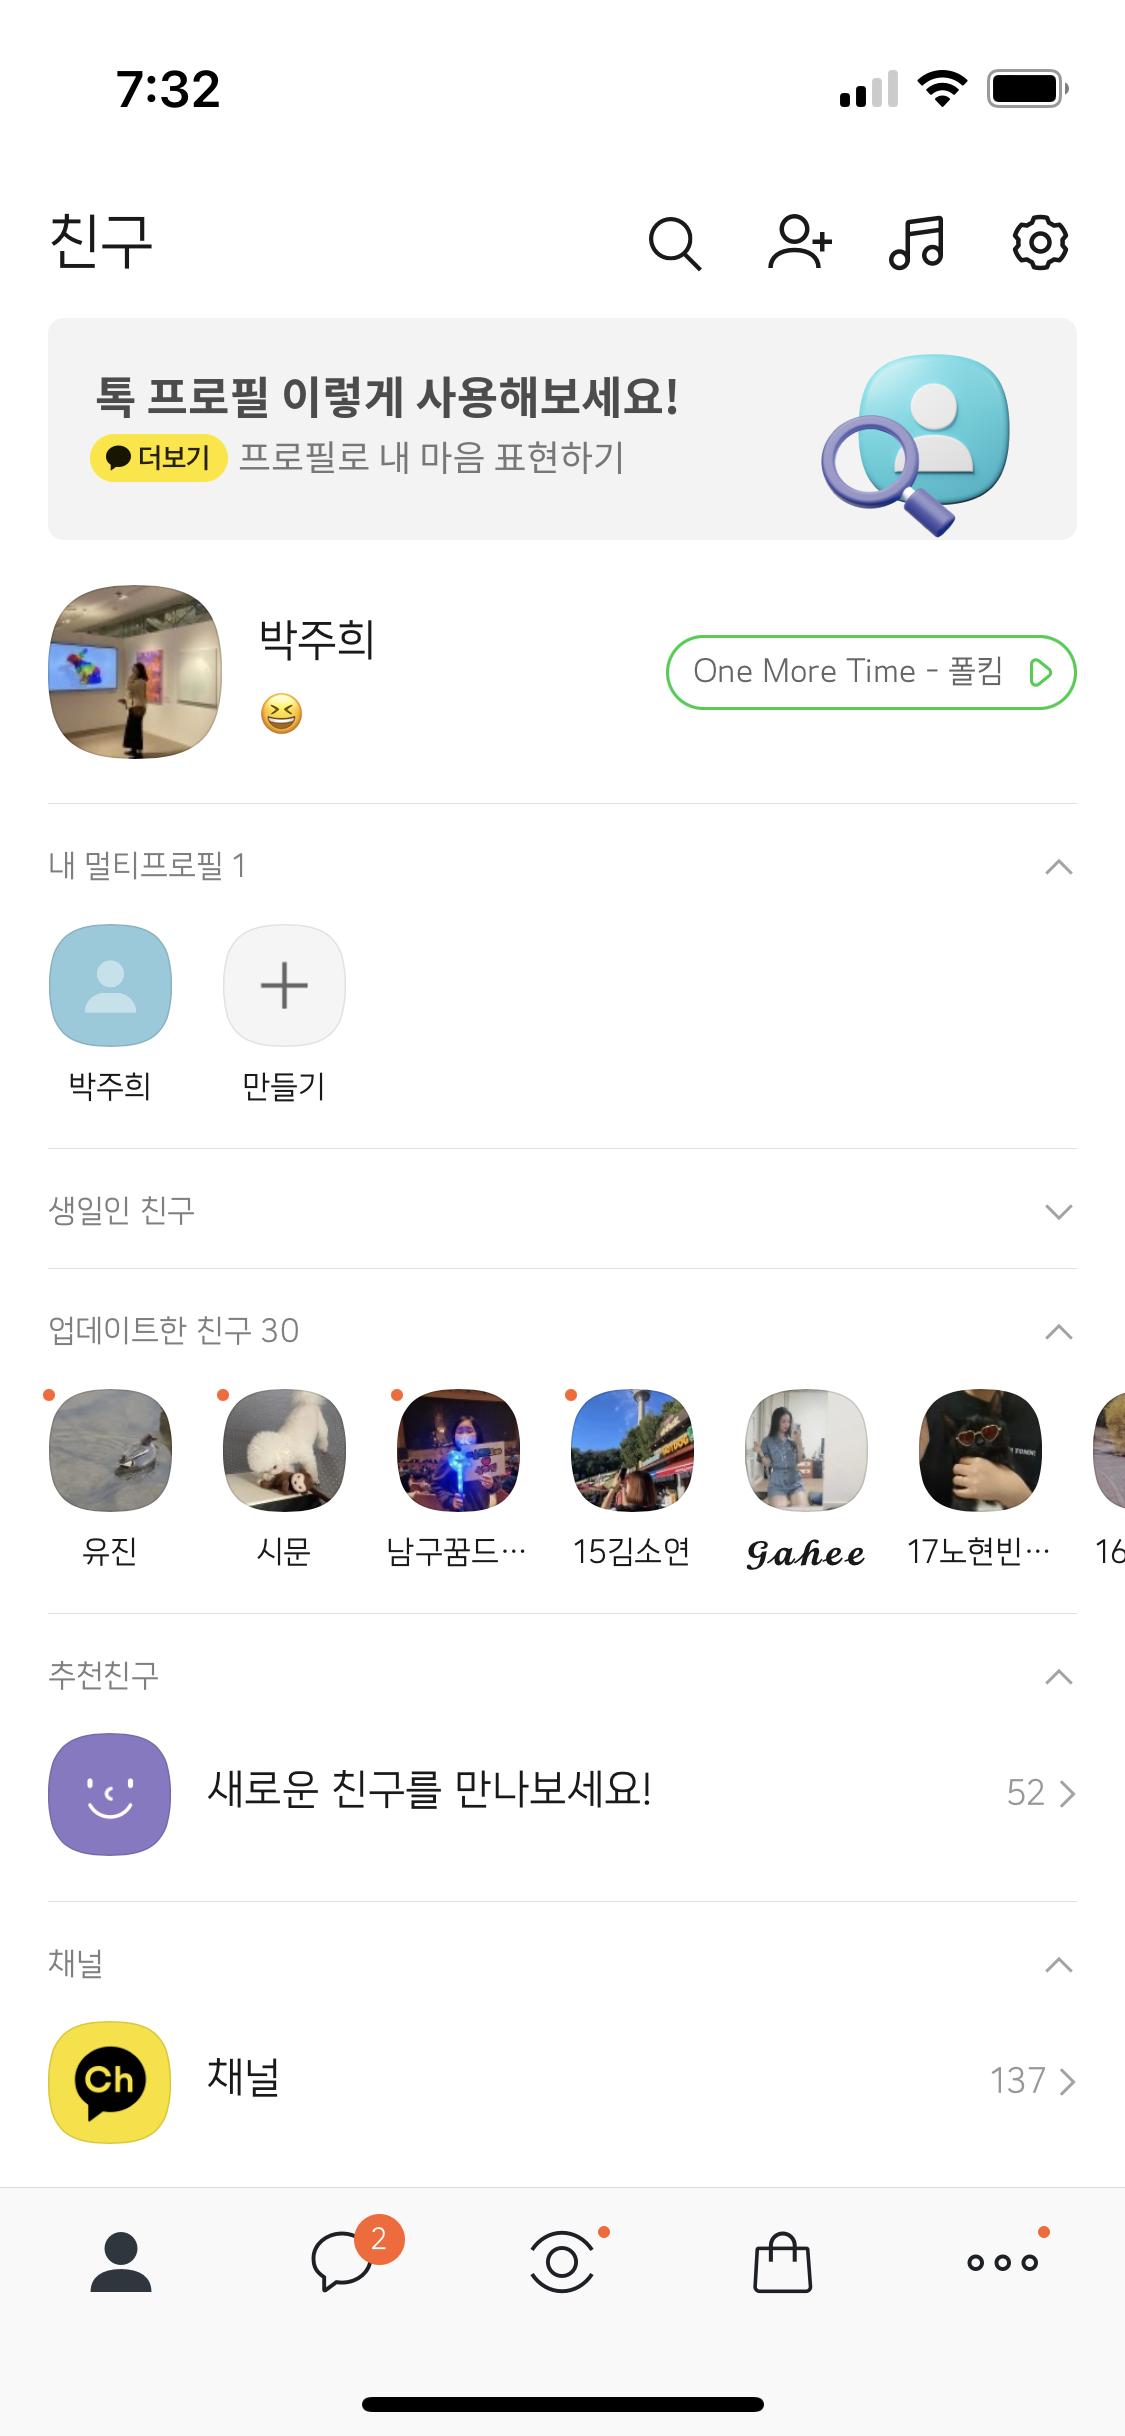 7:32
친구
톡 프로필 이렇게 사용해보세요!
더보기 프로필로 내 마음 표현하기
박주희
One More Time - 폴킴
😆
내 멀티프로필 1
박주희 만들기
생일인 친구
업데이트한 친구 30
유진 시문 남구꿈드… 15김소연 𝓖𝓪𝓱𝓮𝓮 17노현빈… 16
추천친구
새로운 친구를 만나보세요! 52
채널
Ch 채널 137
2